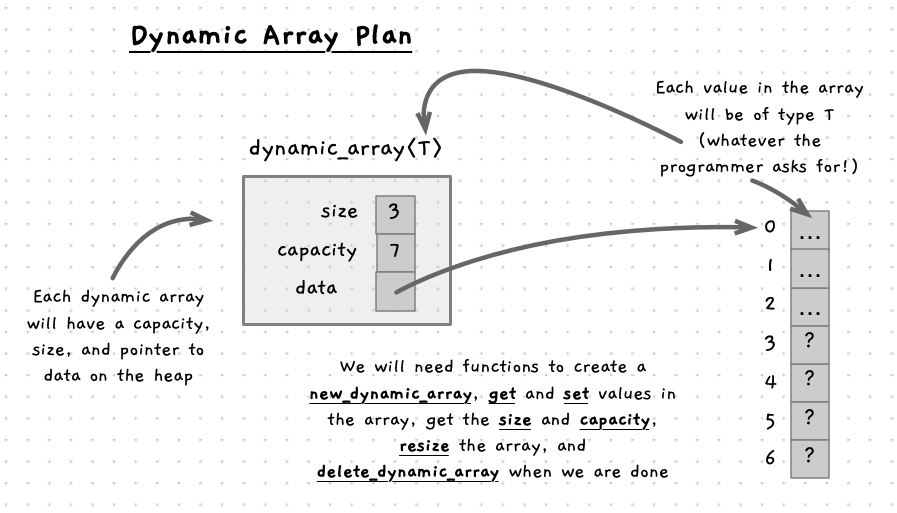 Dynamic Array Plan
Each value in the array
will be of type T
(whatever the
programmer asks for!)
dynamic_array<T>
size 3
capacity 7
data
Each dynamic array
will have a capacity,
size, and pointer to
data on the heap
0 ...
1 ...
2 ...
3 ?
4 ?
5 ?
6 ?
We will need functions to create a
new_dynamic_array, get and set values in
the array, get the size and capacity,
resize the array, and
delete_dynamic_array when we are done